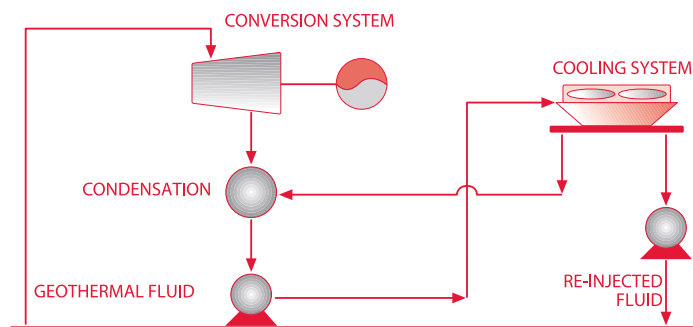 CONVERSION SYSTEM
COOLING SYSTEM
CONDENSATION
GEOTHERMAL FLUID
RE-INJECTED
FLUID